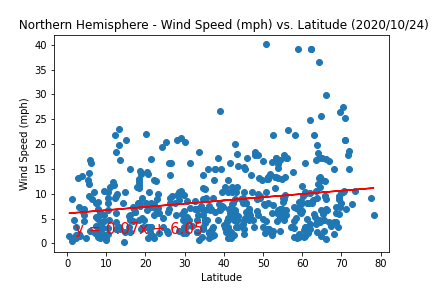 Northern Hemisphere - Wind Speed (mph) vs. Latitude (2020/10/24)
40
35
30
25
20
15
10
5
0
Wind Speed (mph)
y = 0.07x + 6.05
0 10 20 30 40 50 60 70 80
Latitude